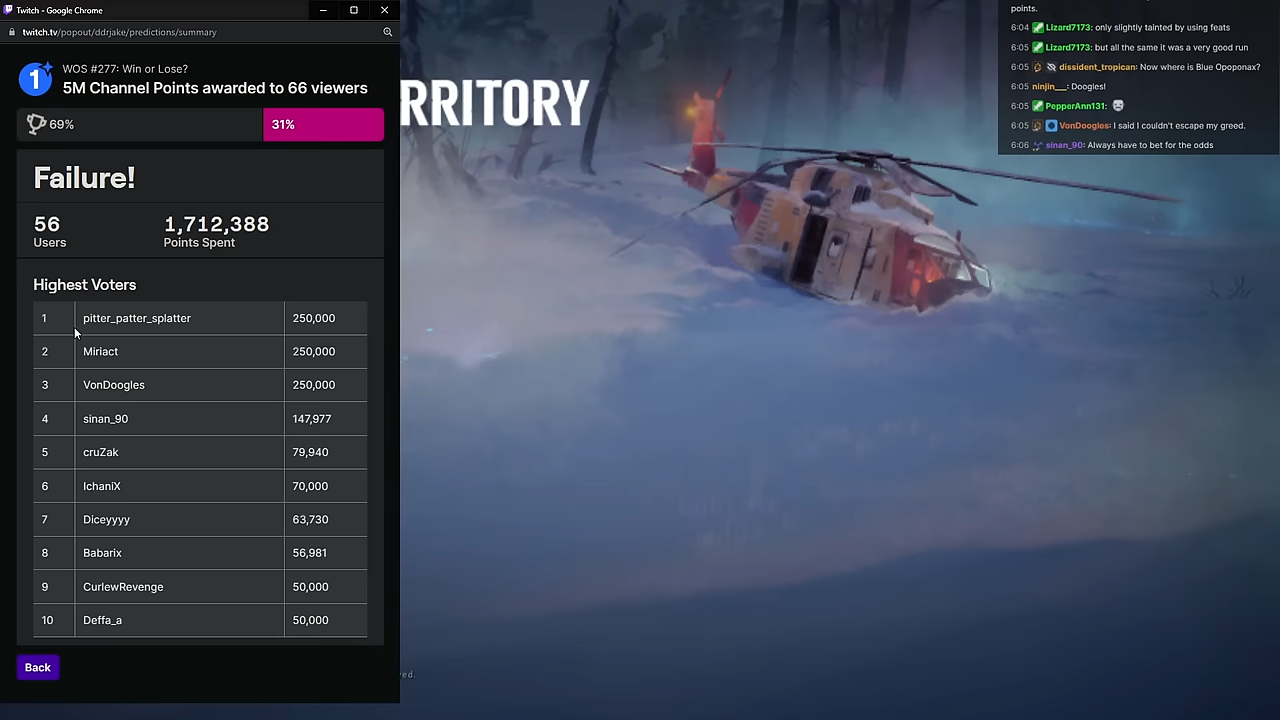 Twitch - Google Chrome
twitch.tv/popout/ddrjake/predictions/summary
1
WOS #277: Win or Lose?
5M Channel Points awarded to 66 viewers
69%
31%
Failure!
56
1,712,388
Users
Points Spent
Highest Voters
1 pitter_patter_splatter 250,000
2 Miriact 250,000
3 VonDoogles 250,000
4 sinan_90 147,977
5 cruZak 79,940
6 IchaniX 70,000
7 Diceyyyy 63,730
8 Babarix 56,981
9 CurlewRevenge 50,000
10 Deffa_a 50,000
Back
RRITORY
ved.
points.
6:04 Lizard7173: only slightly tainted by using feats
6:05 Lizard7173: but all the same it was a very good run
6:05 dissident_tropican: Now where is Blue Opoponax?
6:05 ninjin__: Doogles!
6:05 PepperAnn131:
6:05 VonDoogles: I said I couldn't escape my greed.
6:06 sinan_90: Always have to bet for the odds